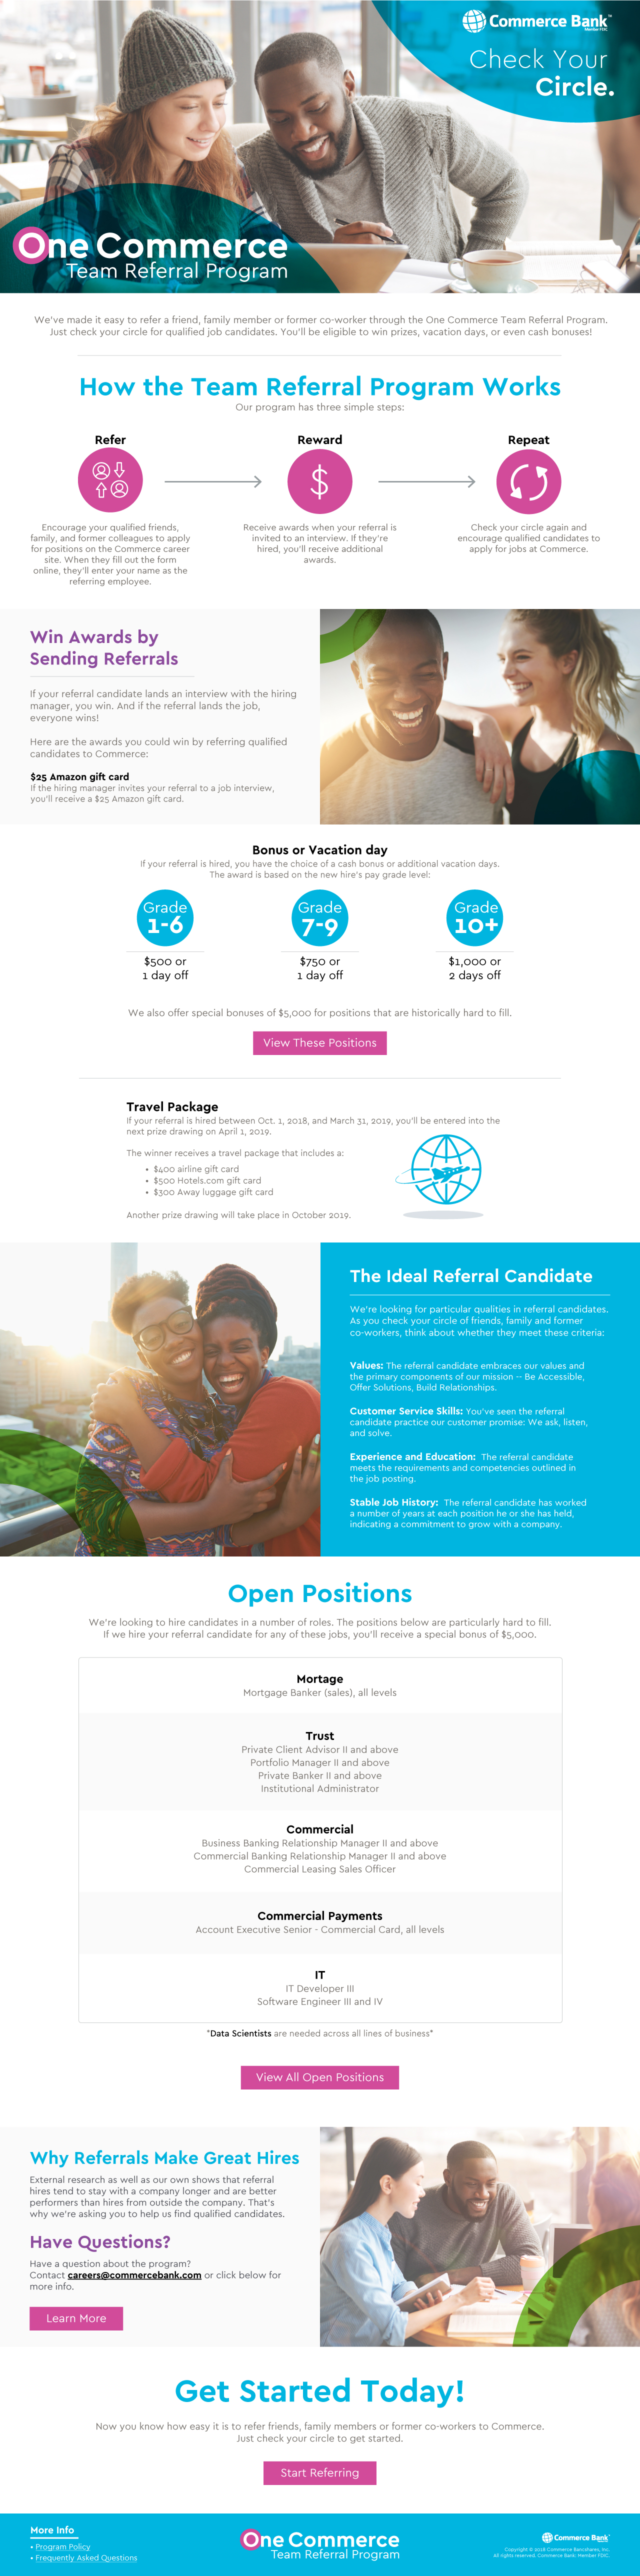 Commerce Bank
Member FDIC
Check Your
Circle.
One Commerce
Team Referral Program
We've made it easy to refer a friend, family member or former co-worker through the One Commerce Team Referral Program.
Just check your circle for qualified job candidates. You'll be eligible to win prizes, vacation days, or even cash bonuses!
How the Team Referral Program Works
Our program has three simple steps:
Refer
Encourage your qualified friends,
family, and former colleagues to apply
for positions on the Commerce career
site. When they fill out the form
online, they'll enter your name as the
referring employee.
Reward
$
Receive awards when your referral is
invited to an interview. If they're
hired, you'll receive additional
awards.
Repeat
Check your circle again and
encourage qualified candidates to
apply for jobs at Commerce.
Win Awards by
Sending Referrals
If your referral candidate lands an interview with the hiring
manager, you win. And if the referral lands the job,
everyone wins!
Here are the awards you could win by referring qualified
candidates to Commerce:
$25 Amazon gift card
If the hiring manager invites your referral to a job interview,
you'll receive a $25 Amazon gift card.
Bonus or Vacation day
If your referral is hired, you have the choice of a cash bonus or additional vacation days.
The award is based on the new hire's pay grade level:
Grade
1-6
$500 or
1 day off
Grade
7-9
$750 or
1 day off
Grade
10+
$1,000 or
2 days off
We also offer special bonuses of $5,000 for positions that are historically hard to fill.
View These Positions
Travel Package
If your referral is hired between Oct. 1, 2018, and March 31, 2019, you'll be entered into the
next prize drawing on April 1, 2019.
The winner receives a travel package that includes a:
• $400 airline gift card
• $500 Hotels.com gift card
• $300 Away luggage gift card
Another prize drawing will take place in October 2019.
The Ideal Referral Candidate
We're looking for particular qualities in referral candidates.
As you check your circle of friends, family and former
co-workers, think about whether they meet these criteria:
Values: The referral candidate embraces our values and
the primary components of our mission -- Be Accessible,
Offer Solutions, Build Relationships.
Customer Service Skills: You've seen the referral
candidate practice our customer promise: We ask, listen,
and solve.
Experience and Education: The referral candidate
meets the requirements and competencies outlined in
the job posting.
Stable Job History: The referral candidate has worked
a number of years at each position he or she has held,
indicating a commitment to grow with a company.
Open Positions
We're looking to hire candidates in a number of roles. The positions below are particularly hard to fill.
If we hire your referral candidate for any of these jobs, you'll receive a special bonus of $5,000.
Mortage
Mortgage Banker (sales), all levels
Trust
Private Client Advisor II and above
Portfolio Manager II and above
Private Banker II and above
Institutional Administrator
Commercial
Business Banking Relationship Manager II and above
Commercial Banking Relationship Manager II and above
Commercial Leasing Sales Officer
Commercial Payments
Account Executive Senior - Commercial Card, all levels
IT
IT Developer III
Software Engineer III and IV
*Data Scientists are needed across all lines of business*
View All Open Positions
Why Referrals Make Great Hires
External research as well as our own shows that referral
hires tend to stay with a company longer and are better
performers than hires from outside the company. That's
why we're asking you to help us find qualified candidates.
Have Questions?
Have a question about the program?
Contact careers@commercebank.com or click below for
more info.
Learn More
Get Started Today!
Now you know how easy it is to refer friends, family members or former co-workers to Commerce.
Just check your circle to get started.
Start Referring
More Info
• Program Policy
• Frequently Asked Questions
One Commerce
Team Referral Program
Commerce Bank
Copyright © 2018 Commerce Bancshares, Inc.
All rights reserved. Commerce Bank: Member FDIC.